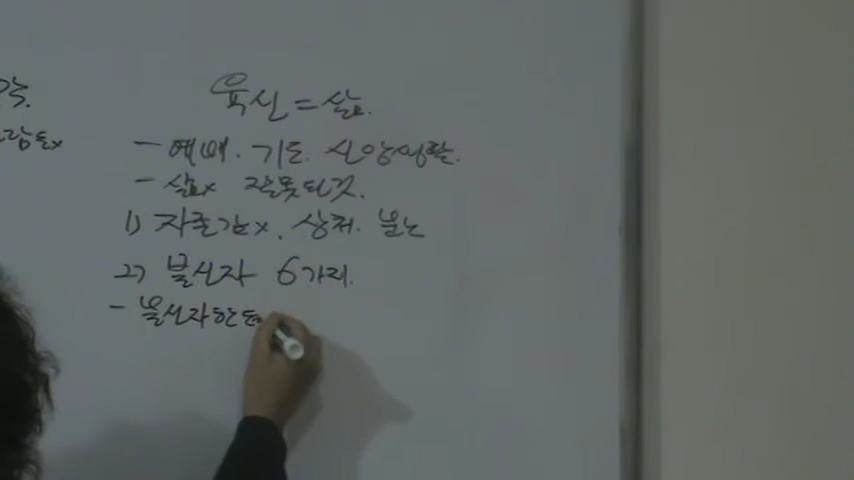 육신 = 삶.
- 예배. 기도. 신앙생활.
- 삶x 잘못된것.
1) 자존감x. 상처. 분노
2) 불신자 6가지.
- 불신자한테